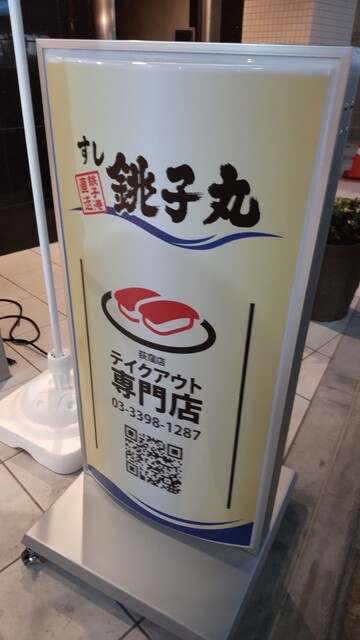 すし
銚子丸
銚子港
直送
荻窪店
テイクアウト
専門店
03-3398-1287